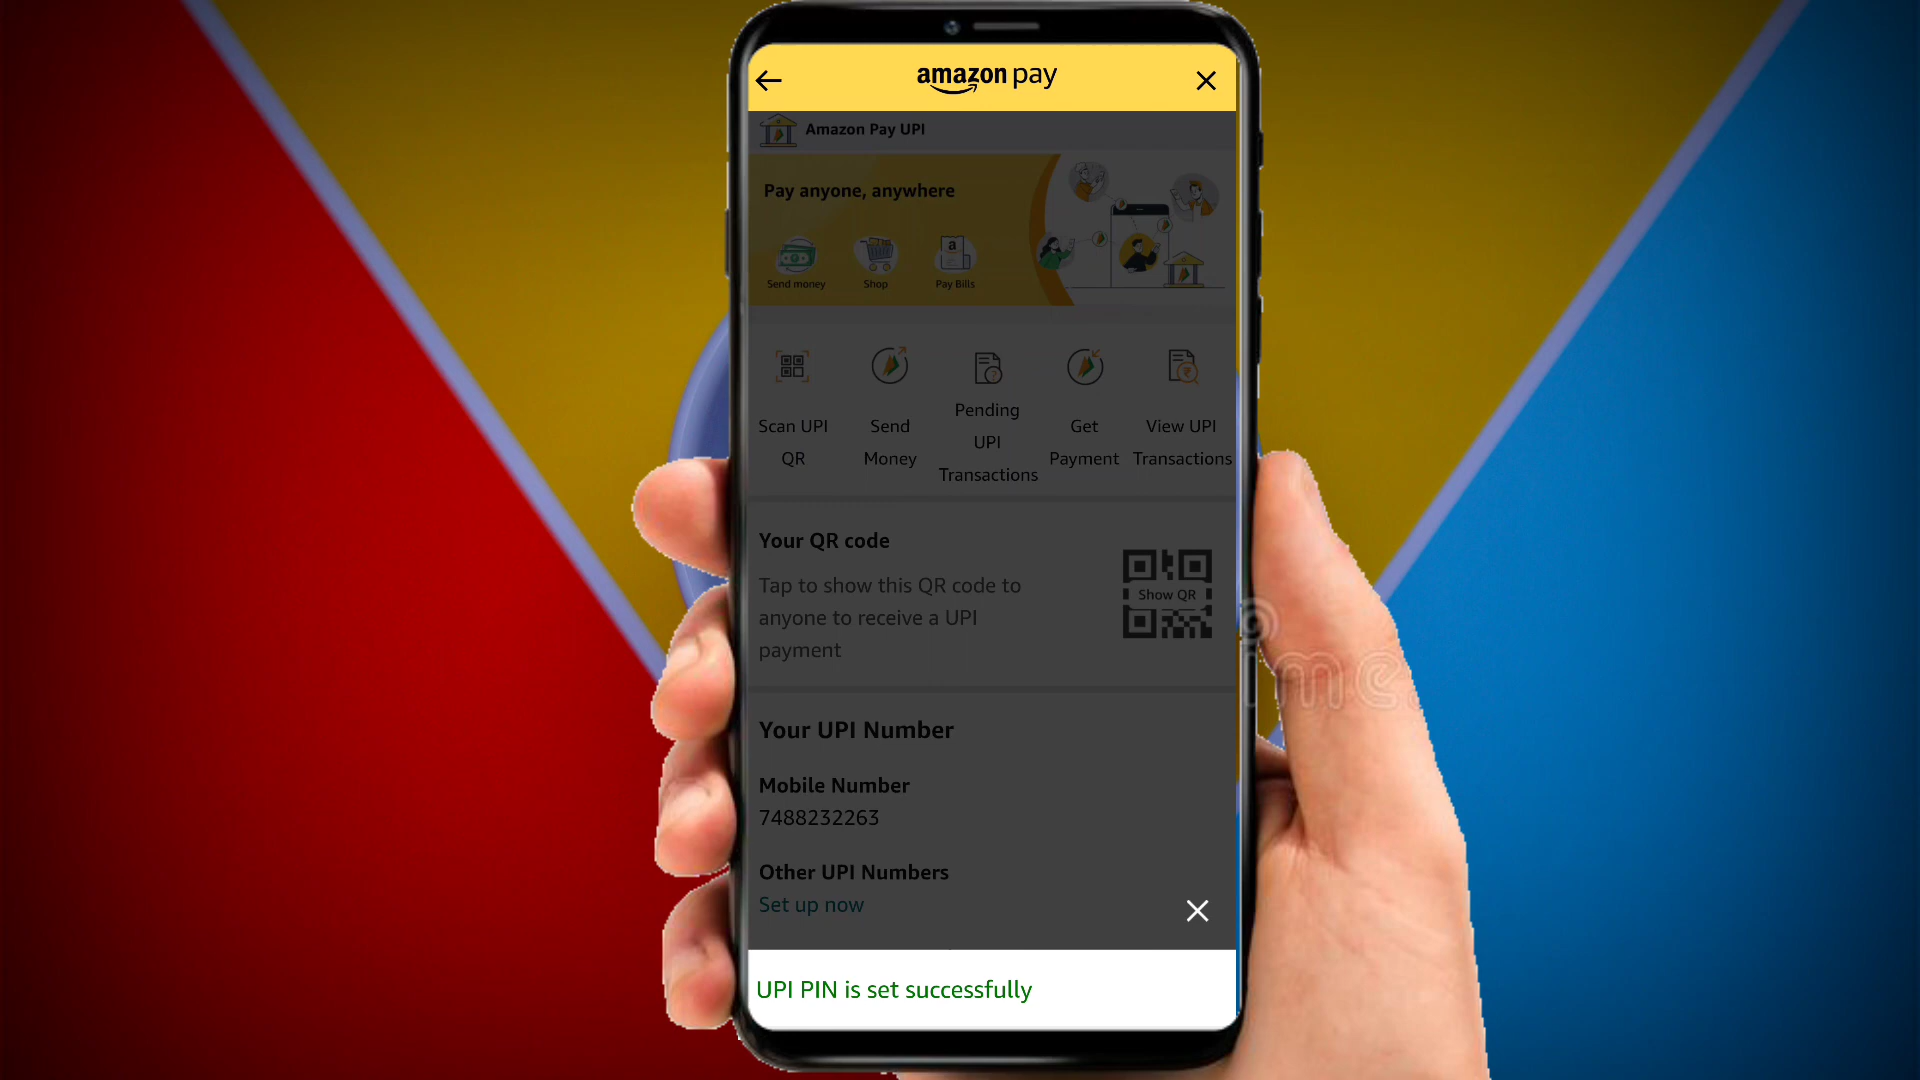 amazon pay
Amazon Pay UPI
Pay anyone, anywhere
a
Send money
Shop
Pay Bills
Scan UPI
QR
Send
Money
Pending
UPI
Transactions
Get
Payment
View UPI
Transactions
Your QR code
Tap to show this QR code to
anyone to receive a UPI
payment
Show QR
Your UPI Number
Mobile Number
7488232263
Other UPI Numbers
Set up now
UPI PIN is set successfully